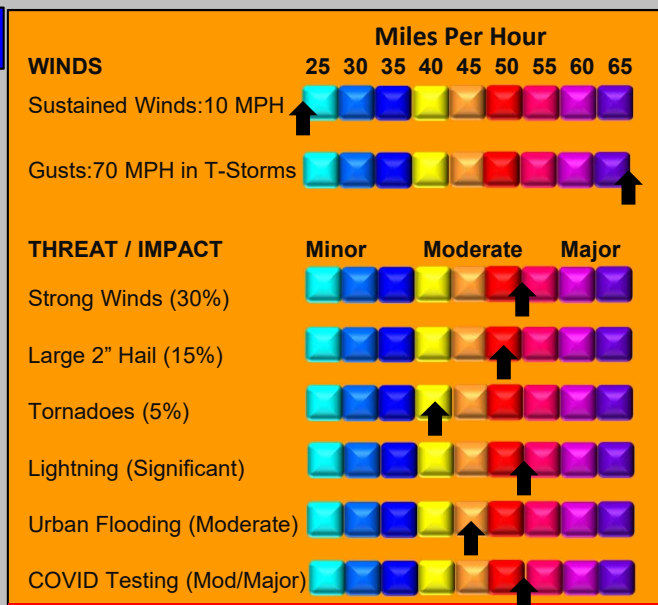 Miles Per Hour
WINDS 25 30 35 40 45 50 55 60 65
Sustained Winds:10 MPH
Gusts:70 MPH in T-Storms
THREAT / IMPACT Minor Moderate Major
Strong Winds (30%)
Large 2” Hail (15%)
Tornadoes (5%)
Lightning (Significant)
Urban Flooding (Moderate)
COVID Testing (Mod/Major)